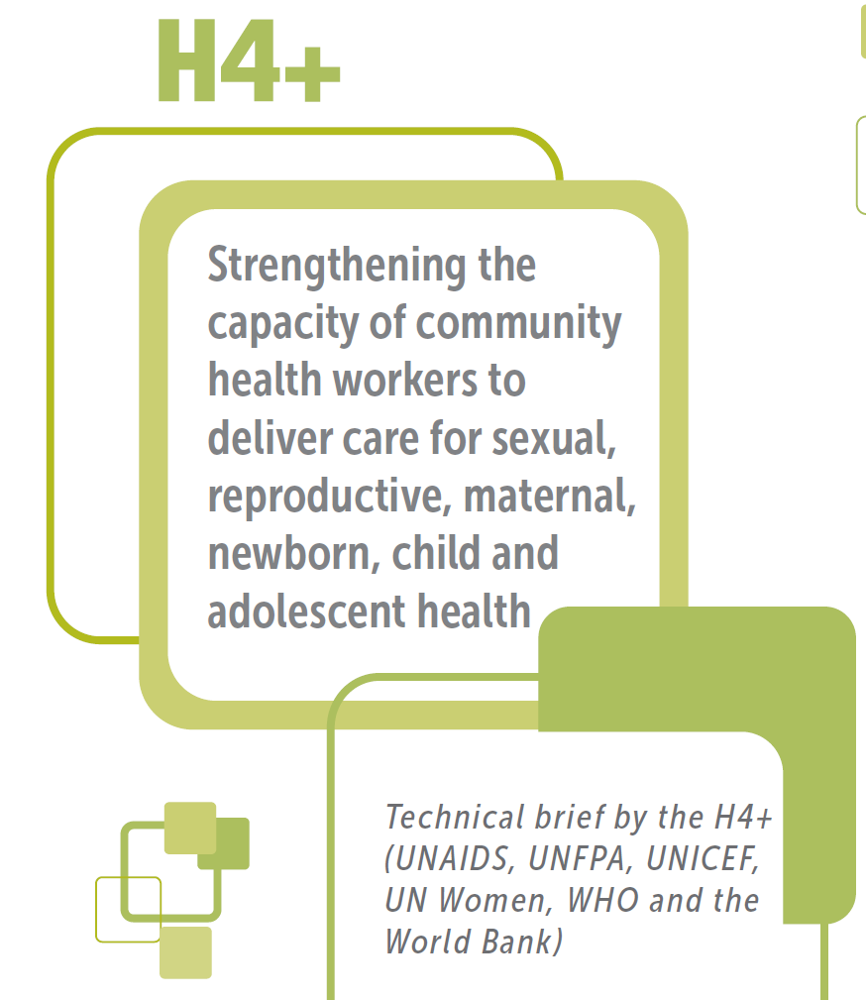 H4+
Strengthening the
capacity of community
health workers to
deliver care for sexual,
reproductive, maternal,
newborn, child and
adolescent health
Technical brief by the H4+
(UNAIDS, UNFPA, UNICEF,
UN Women, WHO and the
World Bank)